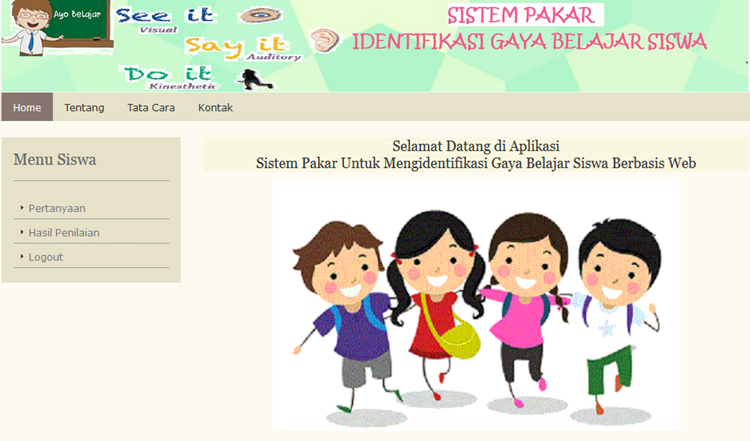 Ayo Belajar
See it
Visual
Say it
Auditory
Do it
Kinesthetic
SISTEM PAKAR
IDENTIFIKASI GAYA BELAJAR SISWA
Home Tentang Tata Cara Kontak
Menu Siswa
Pertanyaan
Hasil Penilaian
Logout
Selamat Datang di Aplikasi
Sistem Pakar Untuk Mengidentifikasi Gaya Belajar Siswa Berbasis Web